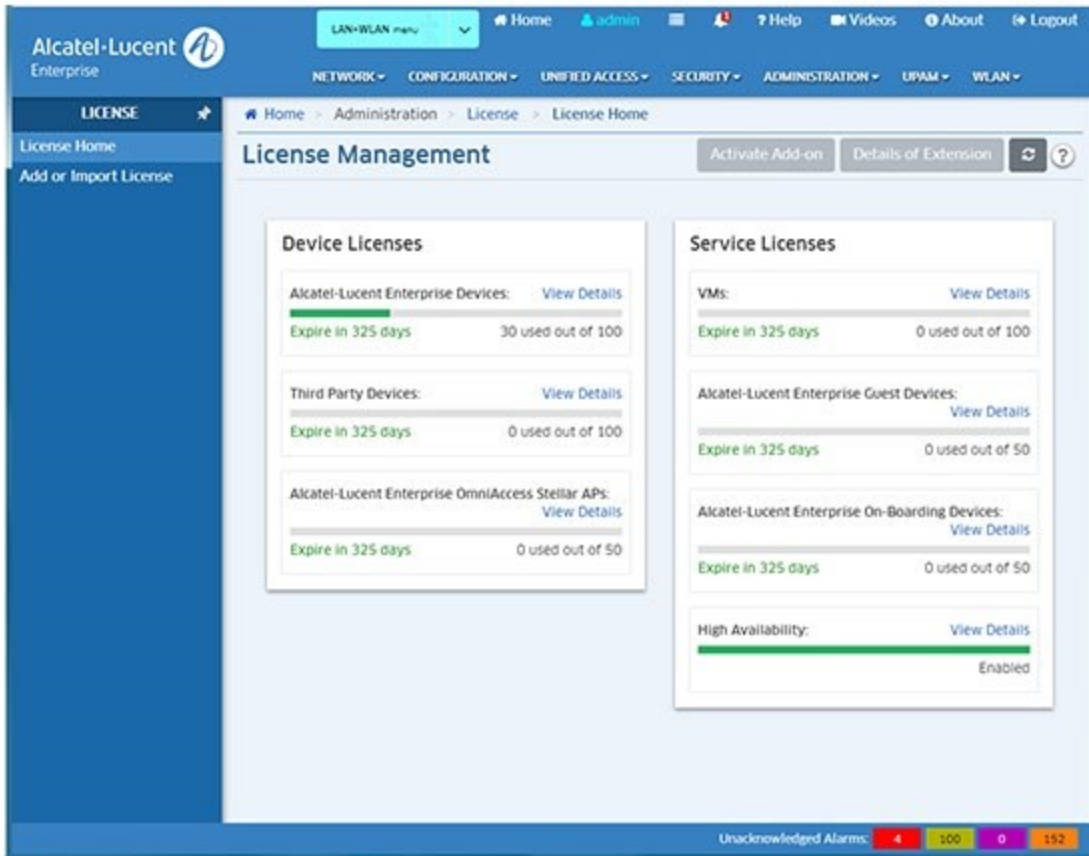 Alcatel-Lucent
Enterprise
LAN+WLAN menu
Home
admin
? Help
Videos
About
Logout
NETWORK
CONFIGURATION
UNIFIED ACCESS
SECURITY
ADMINISTRATION
UPAM
WLAN
LICENSE
License Home
Add or Import License
Home > Administration > License > License Home
License Management
Activate Add-on
Details of Extension
?
Device Licenses
Alcatel-Lucent Enterprise Devices: View Details
Expire in 325 days 30 used out of 100
Third Party Devices: View Details
Expire in 325 days 0 used out of 100
Alcatel-Lucent Enterprise OmniAccess Stellar APs:
View Details
Expire in 325 days 0 used out of 50
Service Licenses
VMs: View Details
Expire in 325 days 0 used out of 100
Alcatel-Lucent Enterprise Guest Devices:
View Details
Expire in 325 days 0 used out of 50
Alcatel-Lucent Enterprise On-Boarding Devices:
View Details
Expire in 325 days 0 used out of 50
High Availability: View Details
Enabled
Unacknowledged Alarms: 4 100 0 152